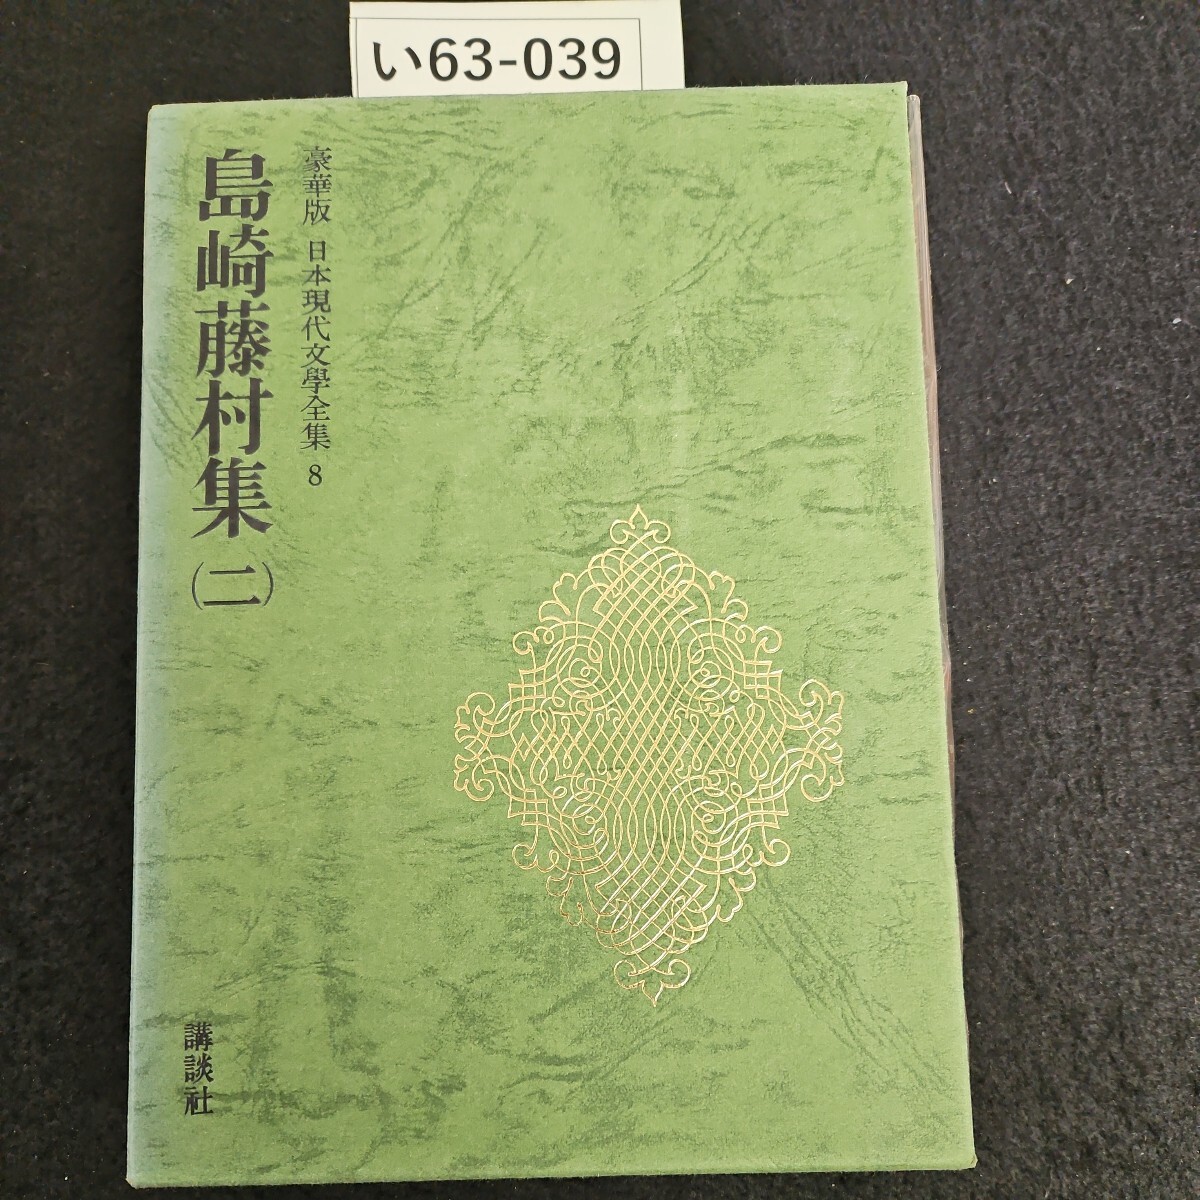 い63-039
豪華版 日本現代文學全集 8
島崎藤村集(二)
講談社